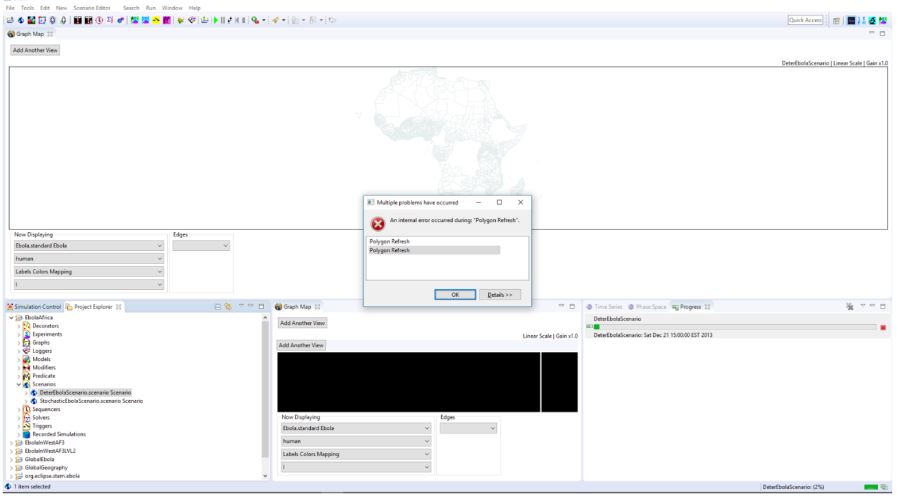 File Tools Edit New Scenario Editor Search Run Window Help
Quick Access
Graph Map
Add Another View
DeterEbolaScenario | Linear Scale | Gain x1.0
Multiple problems have occurred
An internal error occurred during: "Polygon Refresh".
Polygon Refresh
Polygon Refresh
OK Details >>
Now Displaying Edges
Ebola.standard Ebola
human
Labels Colors Mapping
I
Simulation Control Project Explorer
EbolaAfrica
Decorators
Experiments
Graphs
Loggers
Models
Modifiers
Predicate
Scenarios
DeterEbolaScenario.scenario Scenario
StochasticEbolaScenario.scenario Scenario
Sequencers
Solvers
Triggers
Recorded Simulations
EbolaInWestAF3
EbolaInWestAF3LVL2
GlobalEbola
GlobalGeography
org.eclipse.stem.ebola
Graph Map
Add Another View
Linear Scale | Gain x1.0
Add Another View
Now Displaying Edges
Ebola.standard Ebola
human
Labels Colors Mapping
I
Time Series Phase Space Progress
DeterEbolaScenario
DeterEbolaScenario: Sat Dec 21 15:00:00 EST 2013
1 item selected
DeterEbolaScenario: (2%)